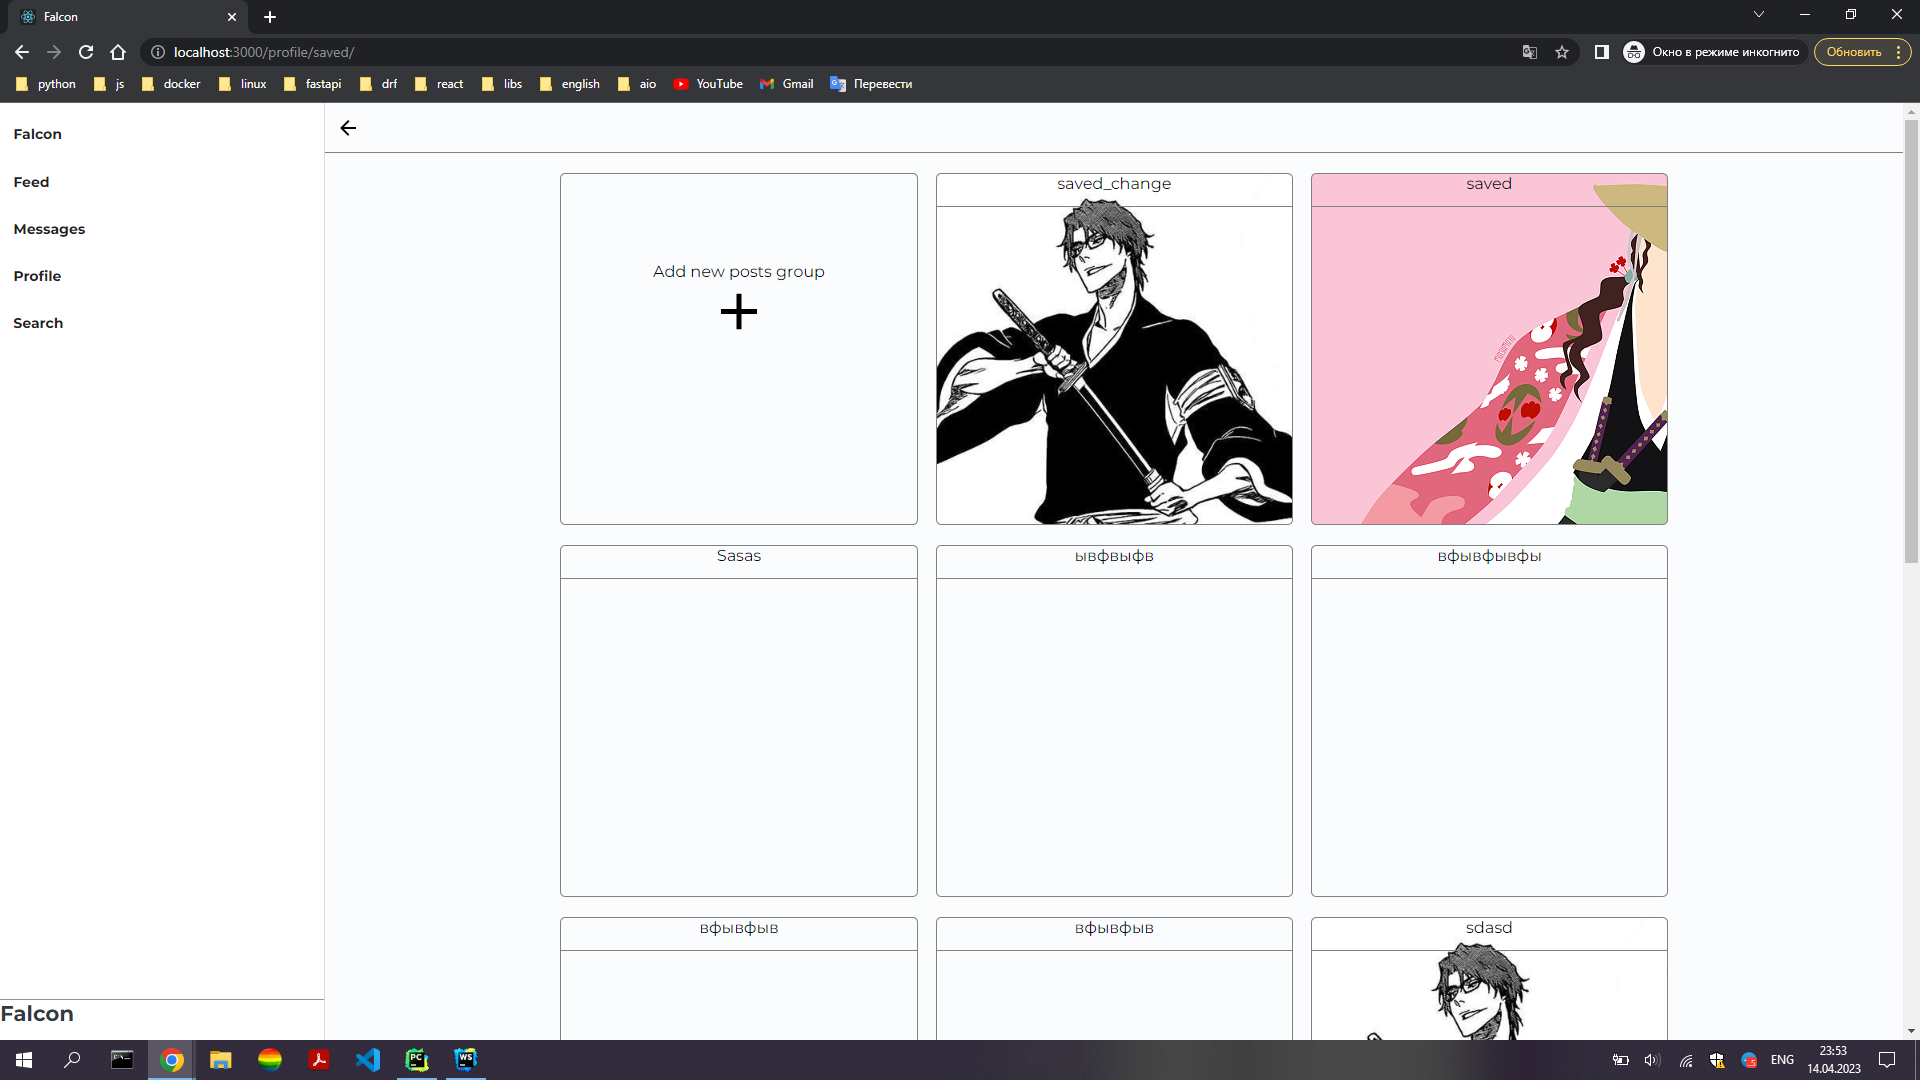 Falcon
localhost:3000/profile/saved/
Окно в режиме инкогнито
Обновить
python
js
docker
linux
fastapi
drf
react
libs
english
aio
YouTube
Gmail
Перевести
Falcon
Feed
Messages
Profile
Search
Falcon
Add new posts group
saved_change
saved
Sasas
ывфвыфв
вфывфывфы
вфывфыв
вфывфыв
sdasd
ENG
23:53
14.04.2023